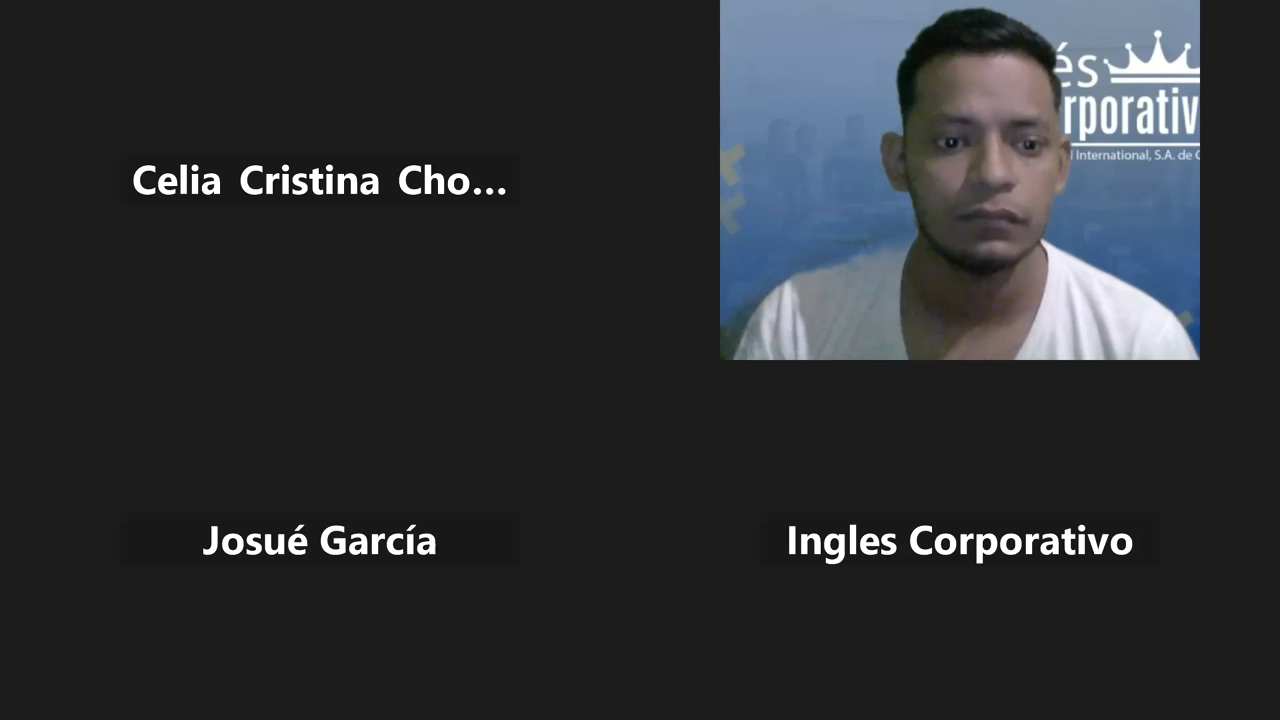 Celia Cristina Cho...
és
rporativ
l International, S.A. de C
Josué García
Ingles Corporativo